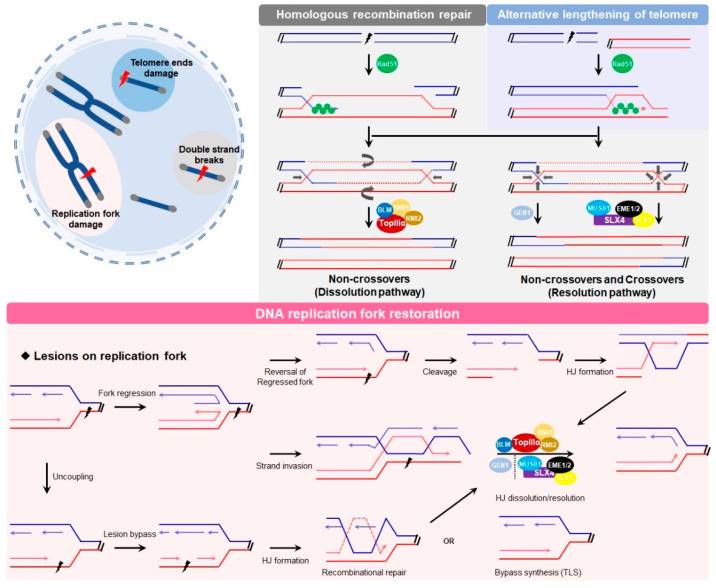 Telomere ends
damage
Double strand
breaks
Replication fork
damage
Homologous recombination repair
Rad51
Alternative lengthening of telomere
Rad51
BLM
RMI1
TopIIIα
RMI2
Non-crossovers
(Dissolution pathway)
GEN1
MUS81
EME1/2
SLX4
SLX1
Non-crossovers and Crossovers
(Resolution pathway)
DNA replication fork restoration
◆ Lesions on replication fork
Fork regression
Reversal of
Regressed fork
Cleavage
HJ formation
Uncoupling
Strand invasion
BLM
TopIIIα
RMI1
RMI2
GEN1
MUS81
EME1/2
SLX4
SLX1
HJ dissolution/resolution
Lesion bypass
HJ formation
Recombinational repair
OR
Bypass synthesis (TLS)